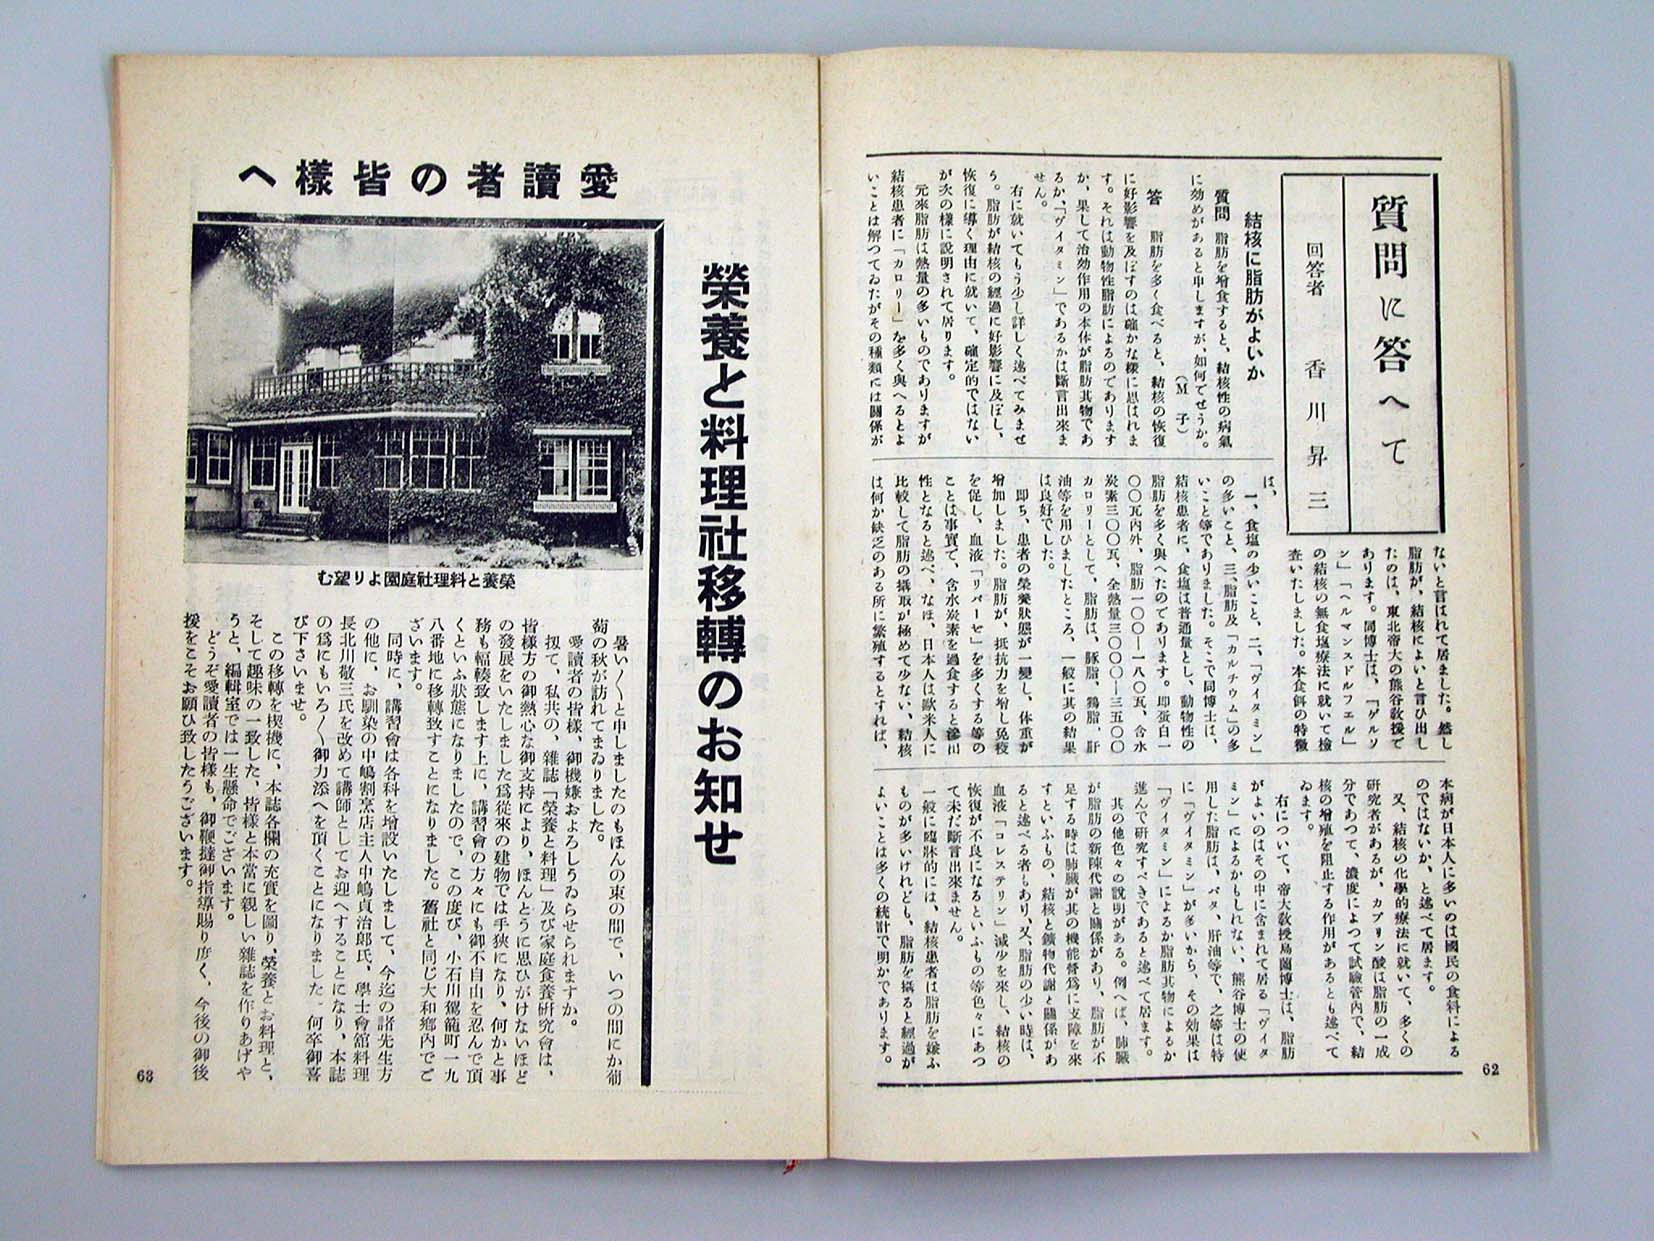 質問に答へて
回答者　香川昇三
結核に脂肪がよいか
質問　脂肪を增食すると、結核性の病氣
に効めがあると申しますが、如何でせうか。
（M子）
答　脂肪を多く食べると、結核の恢復
に好影響を及ぼすのは確かな樣に思はれま
す。それは動物性脂肪によるのであります
か、果して治効作用の本体が脂肪其物であ
るか、「ヴイタミン」であるかは斷言出來ま
せん。
右に就いてもう少し詳しく述べてみませ
う。脂肪が結核の經過に好影響に及ぼし、
恢復に導く理由に就いて、確定的ではない
が次の樣に說明されて居ります。
元來脂肪は熱量の多いものでありますが
結核患者に「カロリー」を多く與へるとよ
いことは解つてゐたがその種類には關係が
ないと言はれて居ました。然し
脂肪が、結核によいと言ひ出し
たのは、東北帝大の熊谷敎授で
あります。同博士は、「ゲルソ
ン」「ヘルマンスドルフエル」
の結核の無食塩療法に就いて檢
査いたしました。本食餌の特徵
は、
一、食塩の少いこと、二、「ヴイタミン」
の多いこと、三、脂肪及「カルチウム」の多
いこと等でありました。そこで同博士は、
結核患者に、食塩は普通量とし、動物性の
脂肪を多く與へたのであります。即蛋白一
〇〇瓦內外、脂肪一〇〇—一八〇瓦、含水
炭素三〇〇瓦、全熱量三〇〇〇—三五〇〇
カロリーとして、脂肪は、豚脂、鷄脂、肝
油等を用ひましたところ、一般に其の結果
は良好でした。
即ち、患者の榮養狀態が一變し、体重が
增加しました。脂肪が、抵抗力を增し免疫
を促し、血液「リパーゼ」を多くする等の
ことは事實で、含水炭素を過食すると滲出
性となると述べ、なほ、日本人は歐米人に
比較して脂肪の攝取が極めて少ない、結核
は何か缺乏のある所に繁殖するとすれば、
本病が日本人に多いのは國民の食料による
のではないか、と述べて居ます。
又、結核の化學的療法に就いて、多くの
硏究者があるが、カプリン酸は脂肪の一成
分であつて、濃度によつて試驗管內で、結
核の增殖を阻止する作用があるとも述べて
ゐます。
右について、帝大敎授島薗博士は、脂肪
がよいのはその中に含まれて居る「ヴイタ
ミン」によるかもしれない、熊谷博士の使
用した脂肪は、バタ、肝油等で、之等は特
に「ヴイタミン」が多いから、その効果は
「ヴイタミン」によるか脂肪其物によるか
進んで硏究すべきであると述べて居ます。
其の他色々の說明がある。例へば、肺臟
が脂肪の新陳代謝と關係があり、脂肪が不
足する時は肺臟が其の機能營爲に支障を來
すといふもの、結核と鑛物代謝と關係があ
ると述べる者もあり、又、脂肪の少い時は、
血液「コレステリン」減少を來し、結核の
恢復が不良になるといふもの等色々にあつ
て未だ斷言出來ません。
一般に臨牀的には、結核患者は脂肪を嫌ふ
ものが多いけれども、脂肪を攝ると經過が
よいことは多くの統計で明かであります。
62
愛讀者の皆樣へ
榮養と料理社移轉のお知せ
榮養と料理社庭園より望む
暑い〱と申しましたのもほんの束の間で、いつの間にか葡
萄の秋が訪れてまゐりました。
愛讀者の皆樣、御機嫌およろしうゐらせられますか。
扨て、私共の、雜誌「榮養と料理」及び家庭食養硏究會は、
皆樣方の御熱心な御支持により、ほんとうに思ひがけないほど
の發展をいたしました爲從來の建物では手狹になり、何かと事
務も輻輳致します上に、講習會の方々にも御不自由を忍んで頂
くといふ狀態になりましたので、この度び、小石川駕籠町一九
八番地に移轉致すことになりました。舊社と同じ大和鄕內でご
ざいます。
同時に、講習會は各科を增設いたしまして、今迄の諸先生方
の他に、お馴染の中嶋割烹店主人中嶋貞治郎氏、學士會館料理
長北川敬三氏を改めて講師としてお迎へすることになり、本誌
の爲にもいろ〱御力添へを頂くことになりました。何卒御喜
び下さいませ。
この移轉を楔機に、本誌各欄の充實を圖り、榮養とお料理と、
そして趣味の一致した、皆樣と本當に親しい雜誌を作りあげや
うと、編輯室では一生懸命でございます。
どうぞ愛讀者の皆樣も、御鞭撻御指導賜り度く、今後の御後
援をこそお願ひ致したうございます。
63